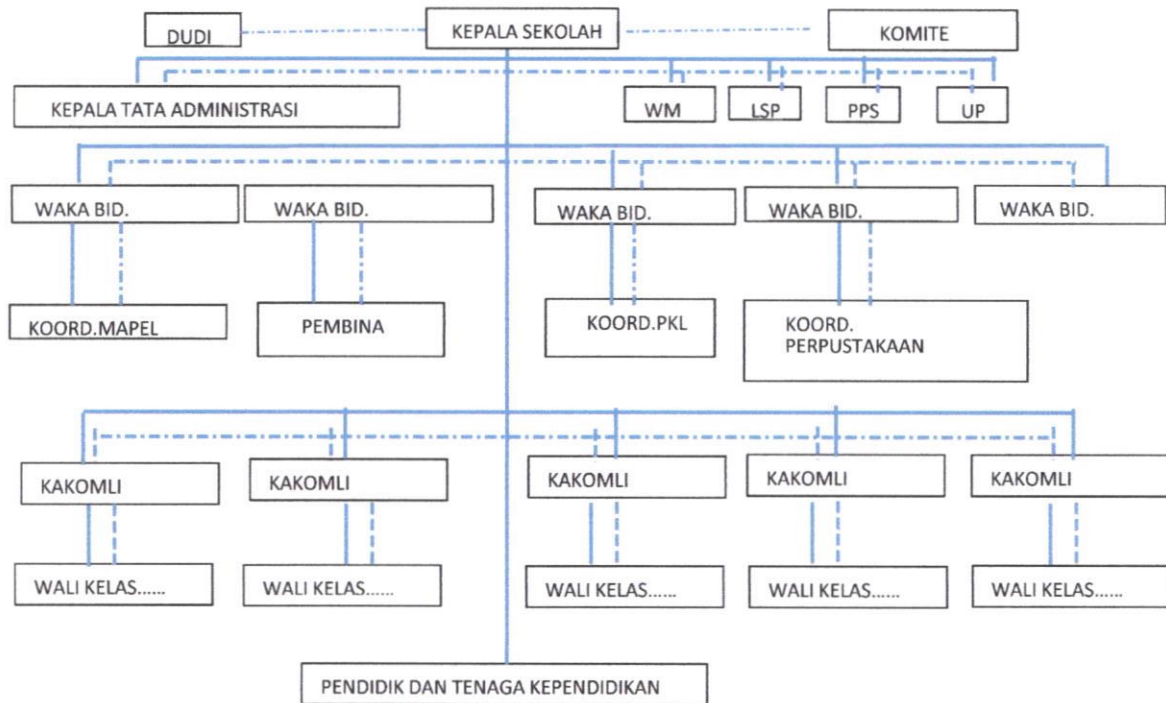 DUDI
KEPALA SEKOLAH
KOMITE
KEPALA TATA ADMINISTRASI
WM
LSP
PPS
UP
WAKA BID.
WAKA BID.
WAKA BID.
WAKA BID.
WAKA BID.
KOORD.MAPEL
PEMBINA
KOORD.PKL
KOORD.
PERPUSTAKAAN
KAKOMLI
KAKOMLI
KAKOMLI
KAKOMLI
KAKOMLI
WALI KELAS......
WALI KELAS......
WALI KELAS......
WALI KELAS......
WALI KELAS......
PENDIDIK DAN TENAGA KEPENDIDIKAN